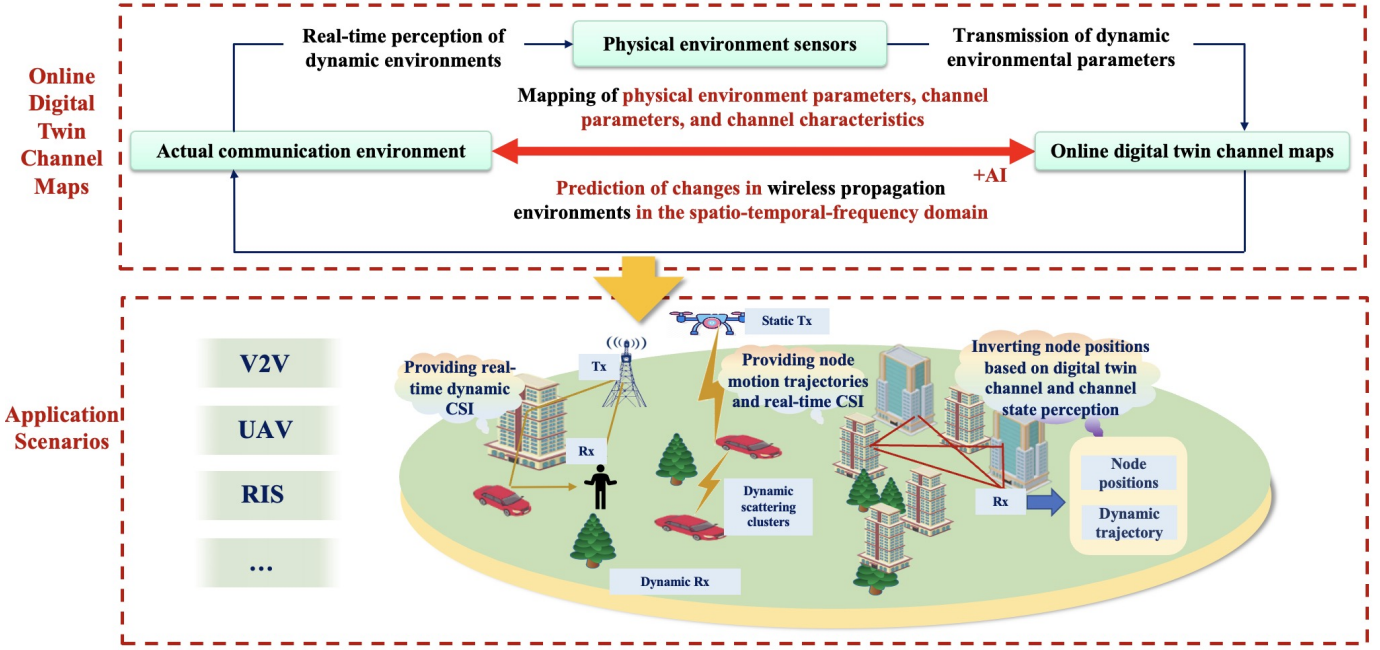 Online
Digital
Twin
Channel
Maps
Real-time perception of
dynamic environments
Physical environment sensors
Transmission of dynamic
environmental parameters
Mapping of physical environment parameters, channel
parameters, and channel characteristics
Actual communication environment
Online digital twin channel maps
+AI
Prediction of changes in wireless propagation
environments in the spatio-temporal-frequency domain
Application
Scenarios
V2V
UAV
RIS
...
Providing real-
time dynamic
CSI
Tx
Rx
Static Tx
Providing node
motion trajectories
and real-time CSI
Dynamic
scattering
clusters
Dynamic Rx
Inverting node positions
based on digital twin
channel and channel
state perception
Rx
Node
positions
Dynamic
trajectory